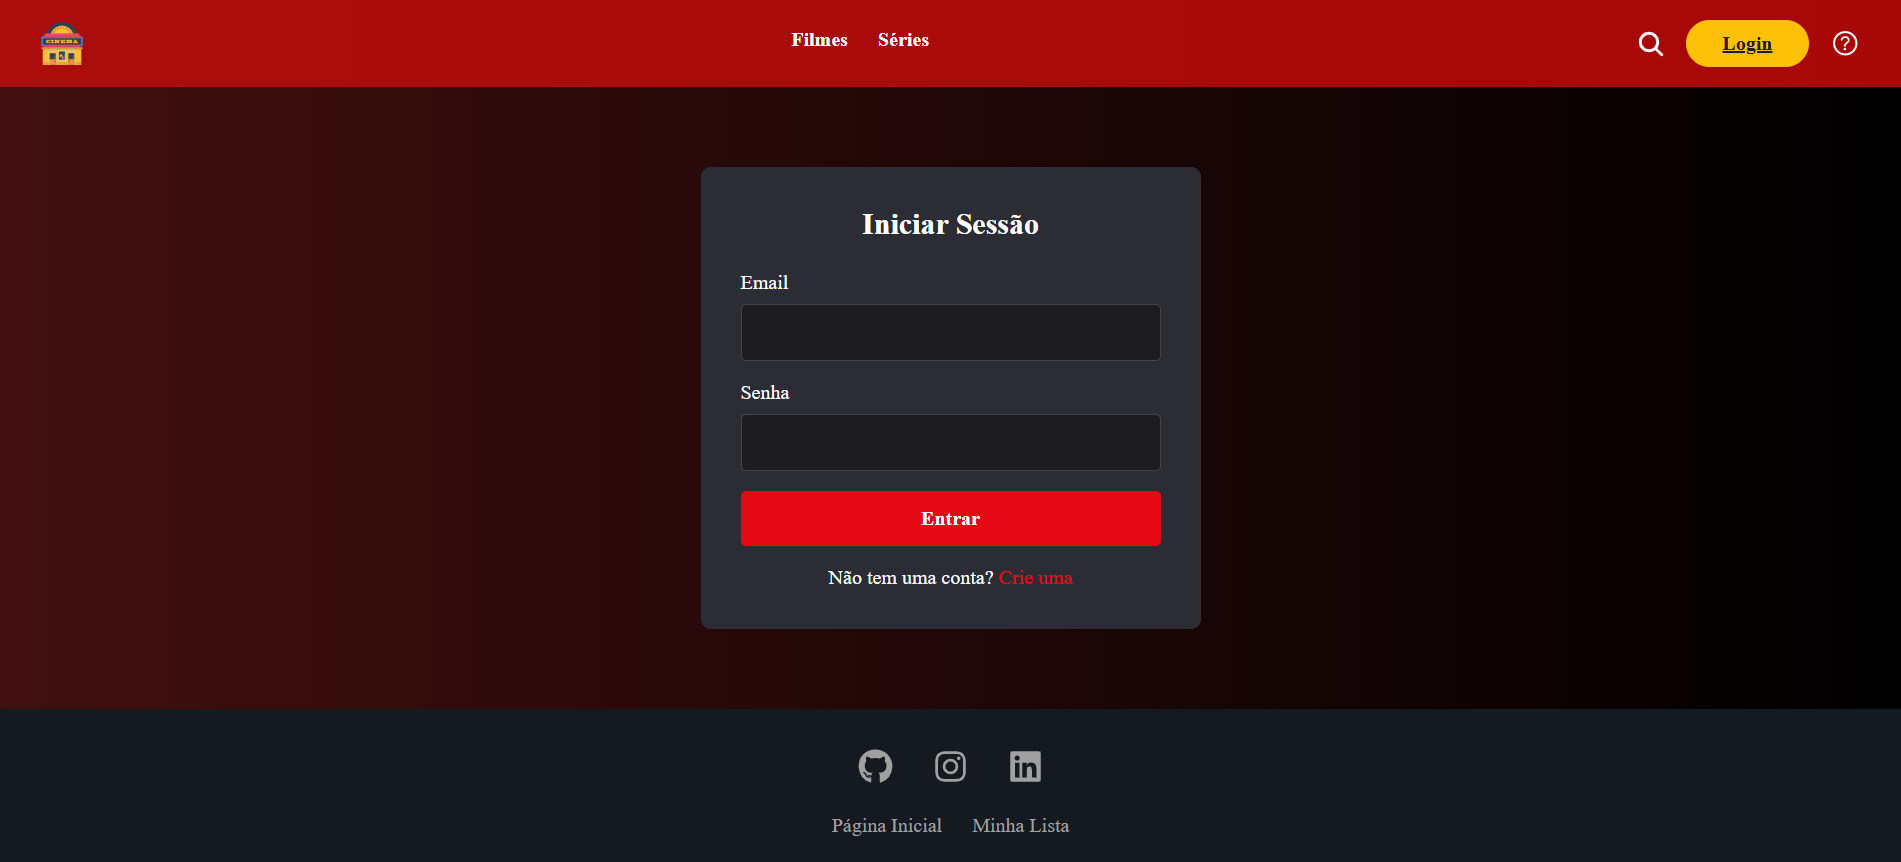 CINEMA
Filmes Séries
Login
Iniciar Sessão
Email
Senha
Entrar
Não tem uma conta? Crie uma
Página Inicial Minha Lista